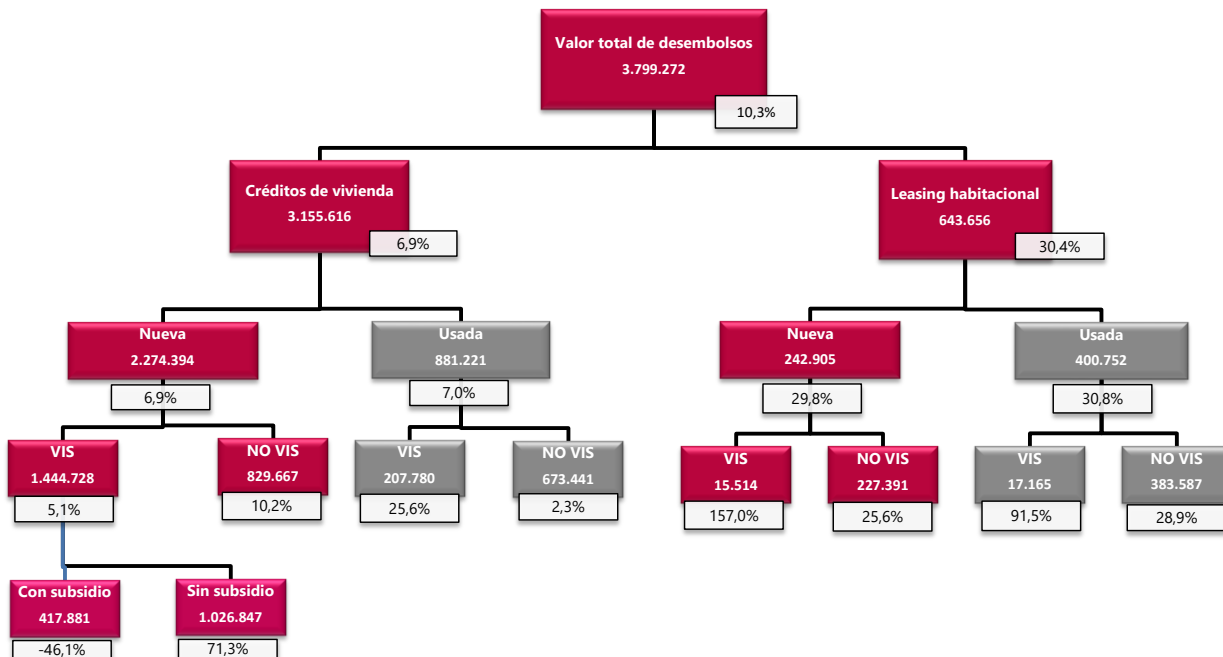 Valor total de desembolsos
3.799.272
10,3%
Créditos de vivienda
3.155.616
6,9%
Leasing habitacional
643.656
30,4%
Nueva
2.274.394
6,9%
Usada
881.221
7,0%
Nueva
242.905
29,8%
Usada
400.752
30,8%
VIS
1.444.728
5,1%
NO VIS
829.667
10,2%
VIS
207.780
25,6%
NO VIS
673.441
2,3%
VIS
15.514
157,0%
NO VIS
227.391
25,6%
VIS
17.165
91,5%
NO VIS
383.587
28,9%
Con subsidio
417.881
-46,1%
Sin subsidio
1.026.847
71,3%